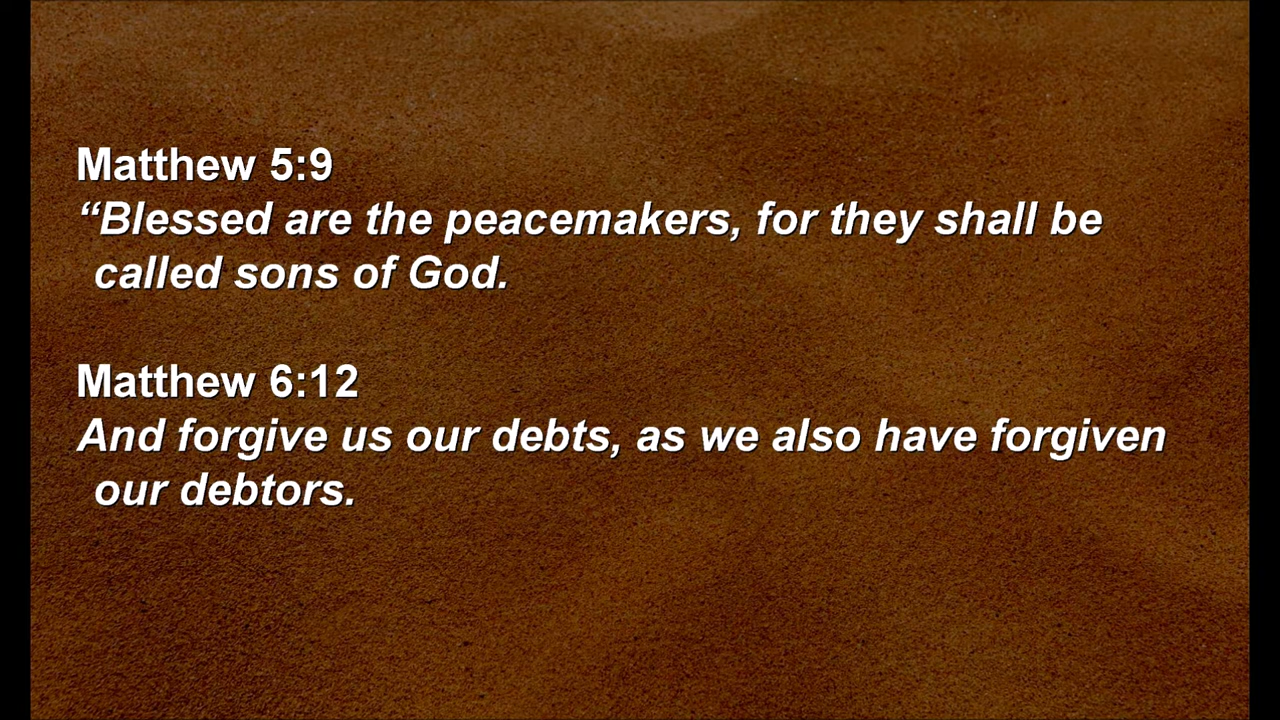 Matthew 5:9
“Blessed are the peacemakers, for they shall be
called sons of God.
Matthew 6:12
And forgive us our debts, as we also have forgiven
our debtors.